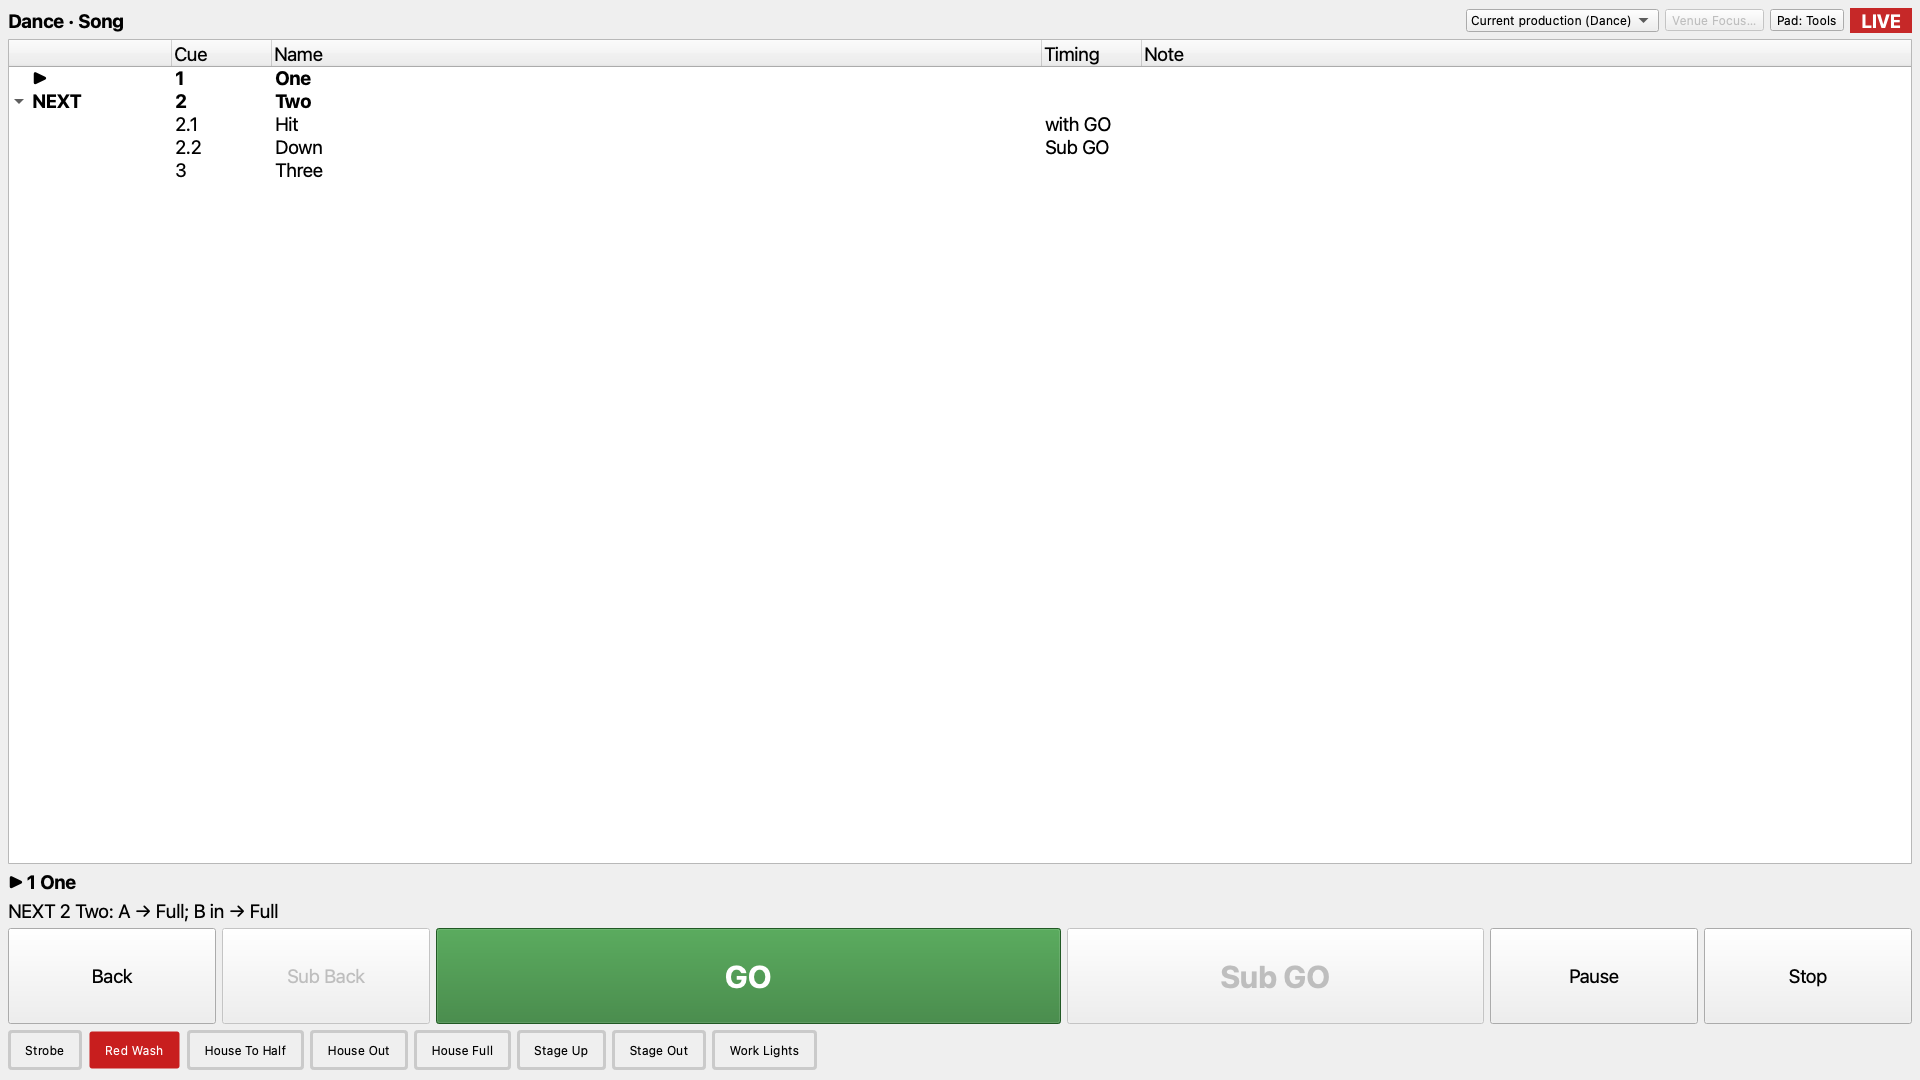 Dance · Song
Current production (Dance)
Venue Focus...
Pad: Tools
LIVE
Cue Name Timing Note
1 One
NEXT 2 Two
2.1 Hit with GO
2.2 Down Sub GO
3 Three
1 One
NEXT 2 Two: A → Full; B in → Full
Back
Sub Back
GO
Sub GO
Pause
Stop
Strobe
Red Wash
House To Half
House Out
House Full
Stage Up
Stage Out
Work Lights